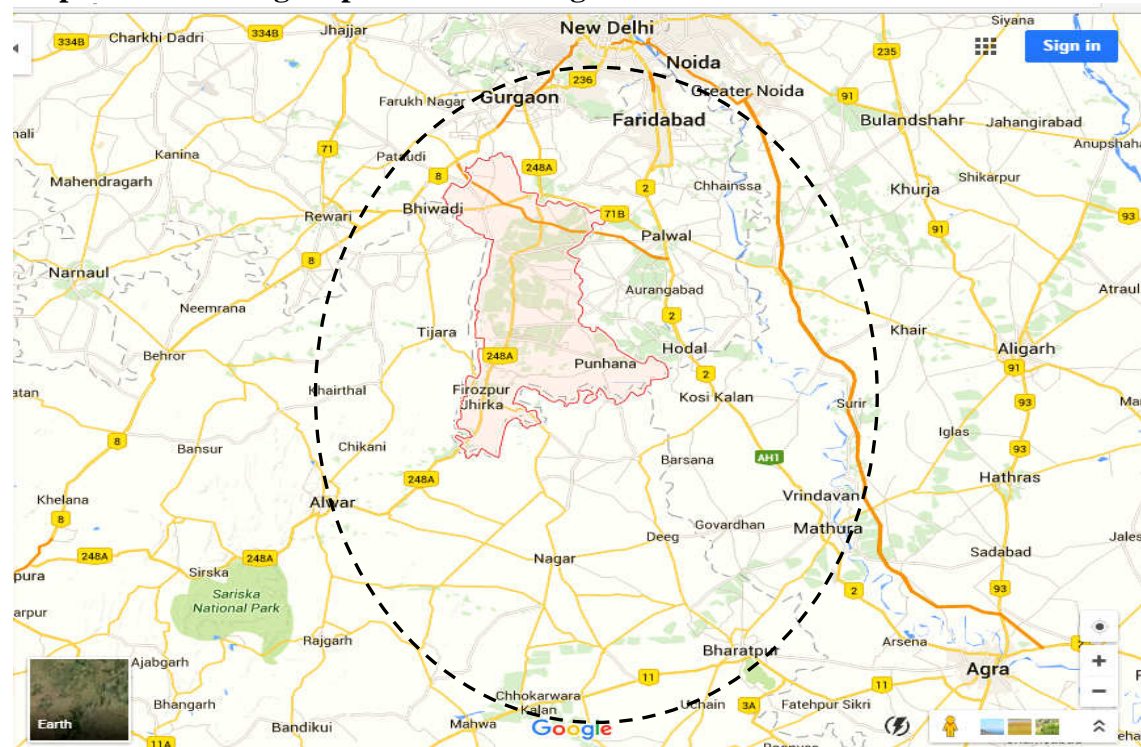 New Delhi
Siyana
334B
Charkhi Dadri
334B
Jhajjar
235
Sign in
Noida
236
Farukh Nagar
Gurgaon
Greater Noida
91
Faridabad
Bulandshahr
Jahangirabad
71
Kanina
Pataudi
248A
Mahendragarh
8
2
Chhainssa
Khurja
Shikarpur
Rewari
Bhiwadi
71B
93
Palwal
91
8
8
Narnaul
Aurangabad
Atraul
Neemrana
2
Tijara
Khair
Behror
248A
Hodal
Aligarh
Punhana
2
91
Khairthal
Firozpur
Jhirka
Kosi Kalan
Surir
93
8
Bansur
Chikani
Iglas
93
248A
Barsana
AH1
Hathras
Khelana
8
Alwar
Vrindavan
Govardhan
Mathura
Deeg
248A
248A
Nagar
Sadabad
Sirska
2
93
Sariska
National Park
Rajgarh
Arsena
Bharatpur
Ajabgarh
11
Agra
Bhangarh
Chhokarwara
Kalan
11
Uchain
3A
Fatehpur Sikri
Earth
Bandikui
Mahwa
Google
11A